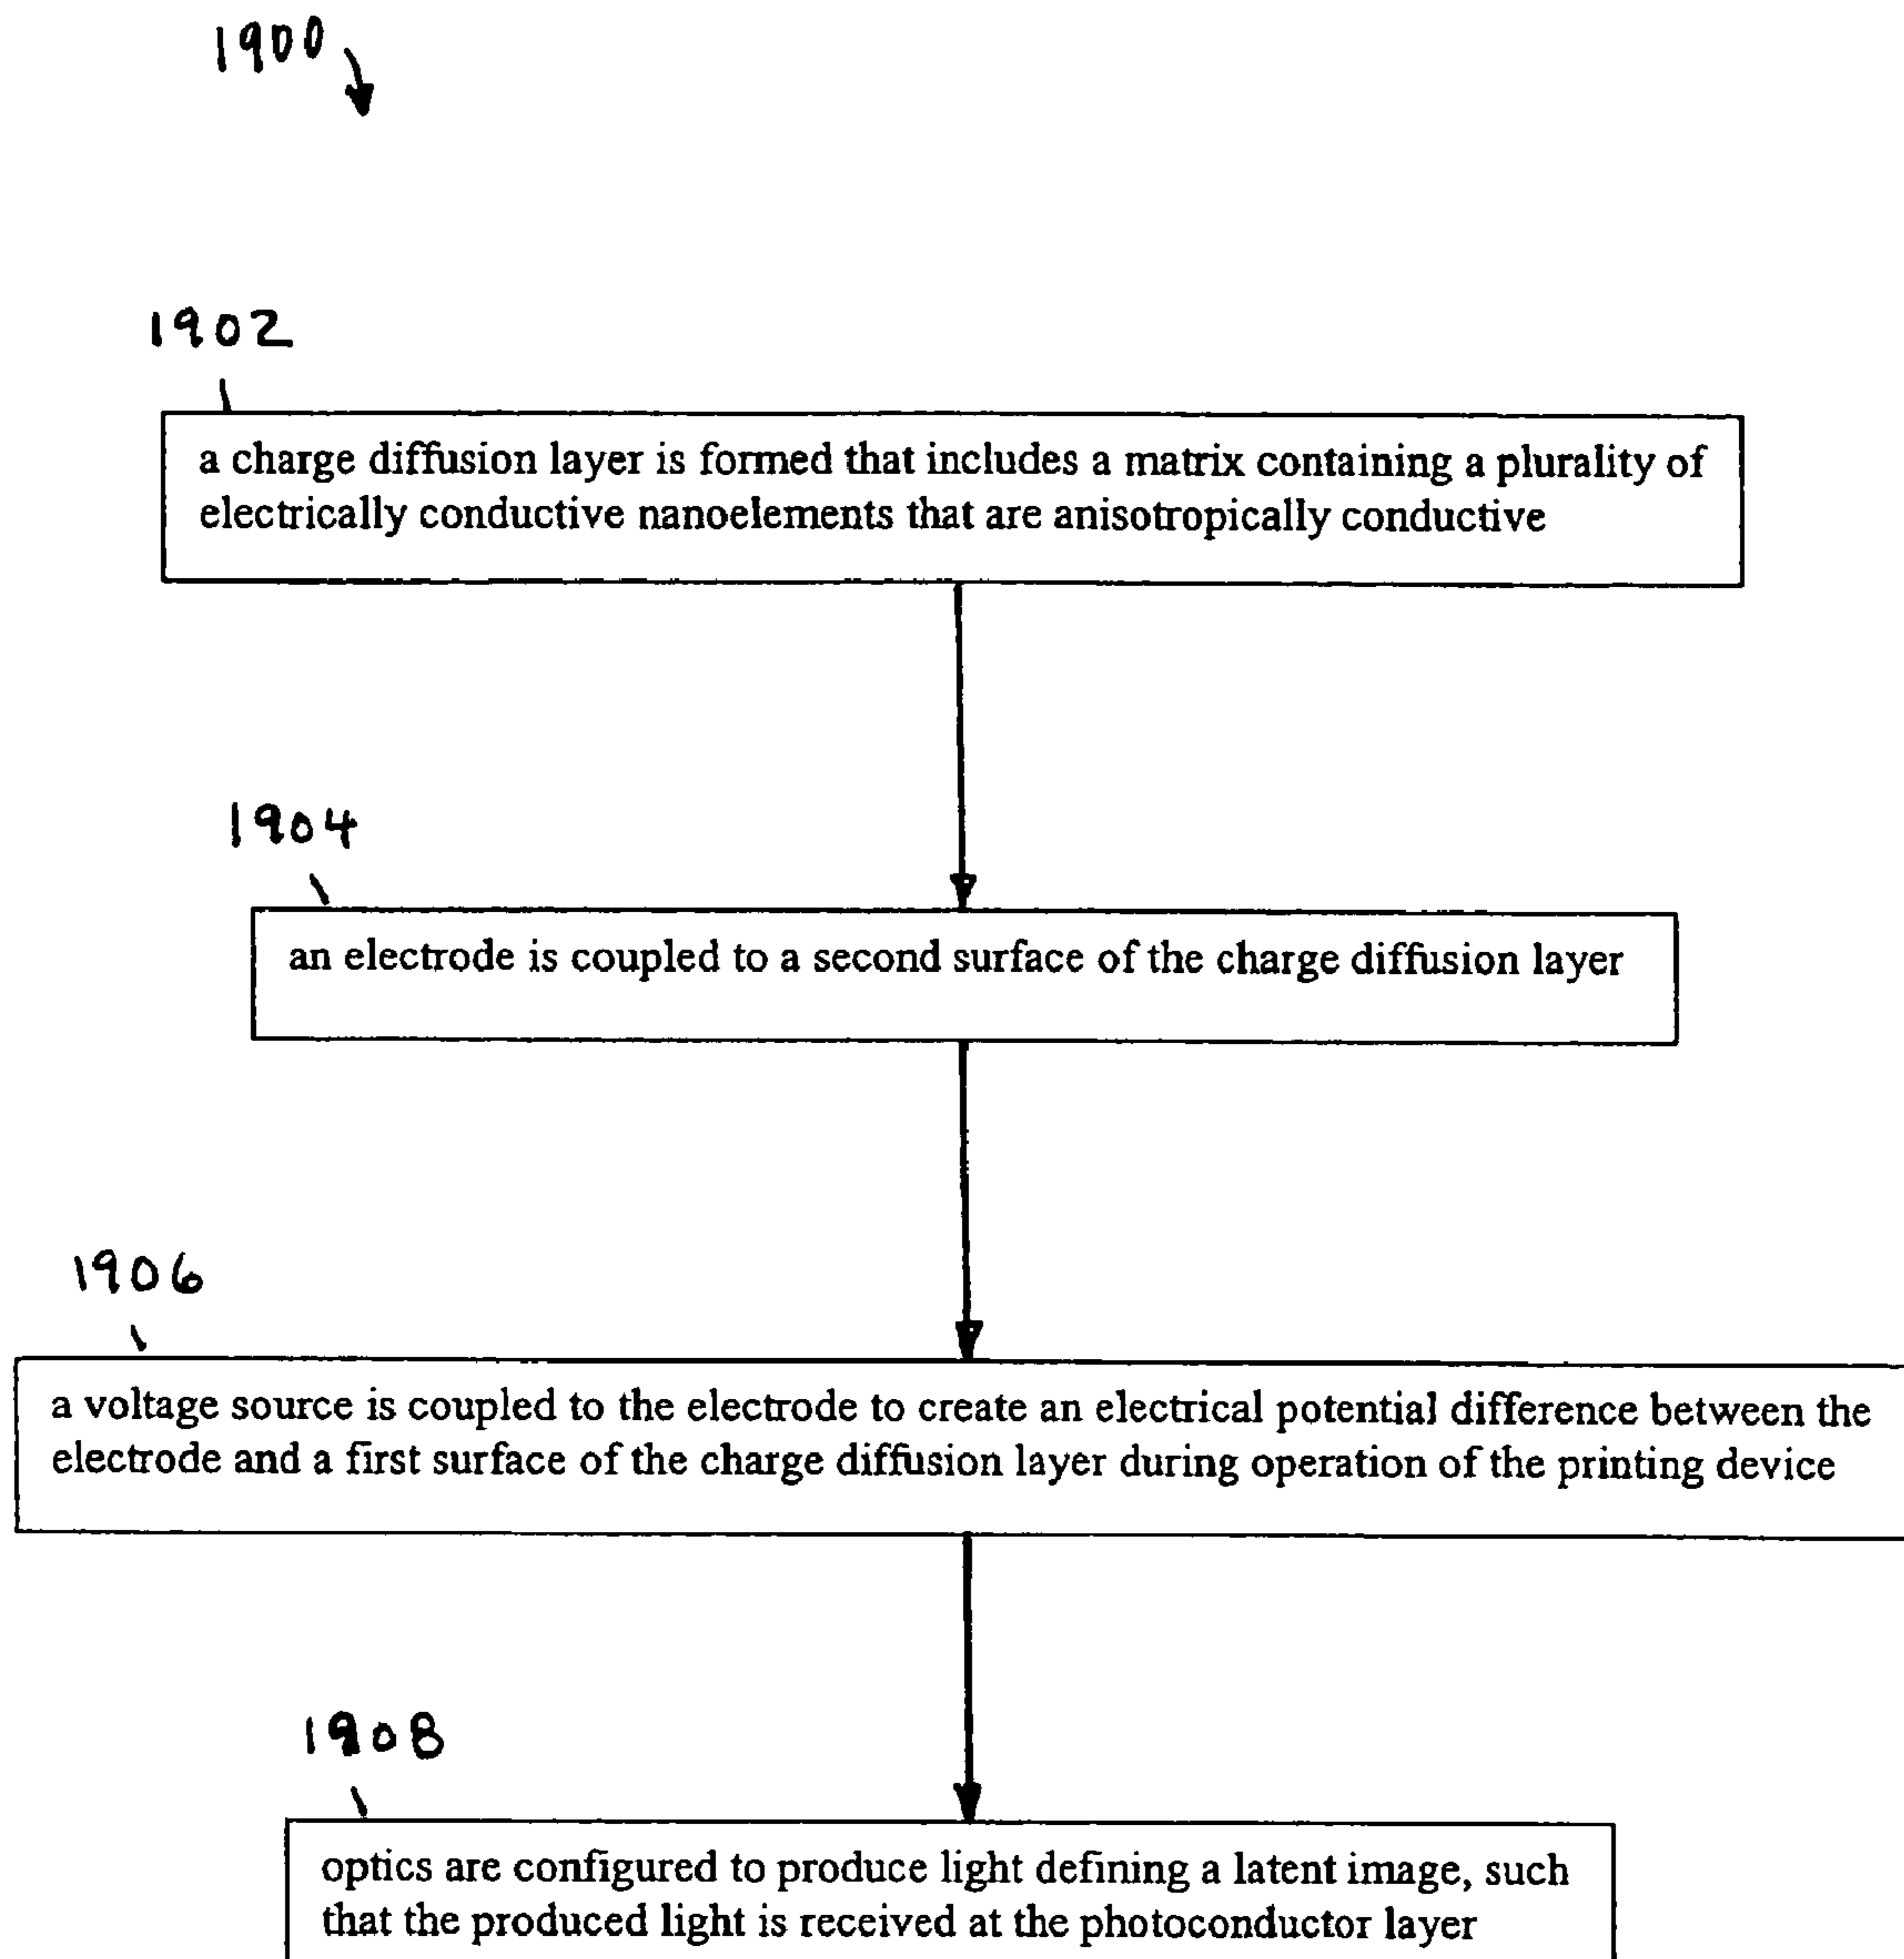 1900
1902
a charge diffusion layer is formed that includes a matrix containing a plurality of
electrically conductive nanoelements that are anisotropically conductive
1904
an electrode is coupled to a second surface of the charge diffusion layer
1906
a voltage source is coupled to the electrode to create an electrical potential difference between the
electrode and a first surface of the charge diffusion layer during operation of the printing device
1908
optics are configured to produce light defining a latent image, such
that the produced light is received at the photoconductor layer